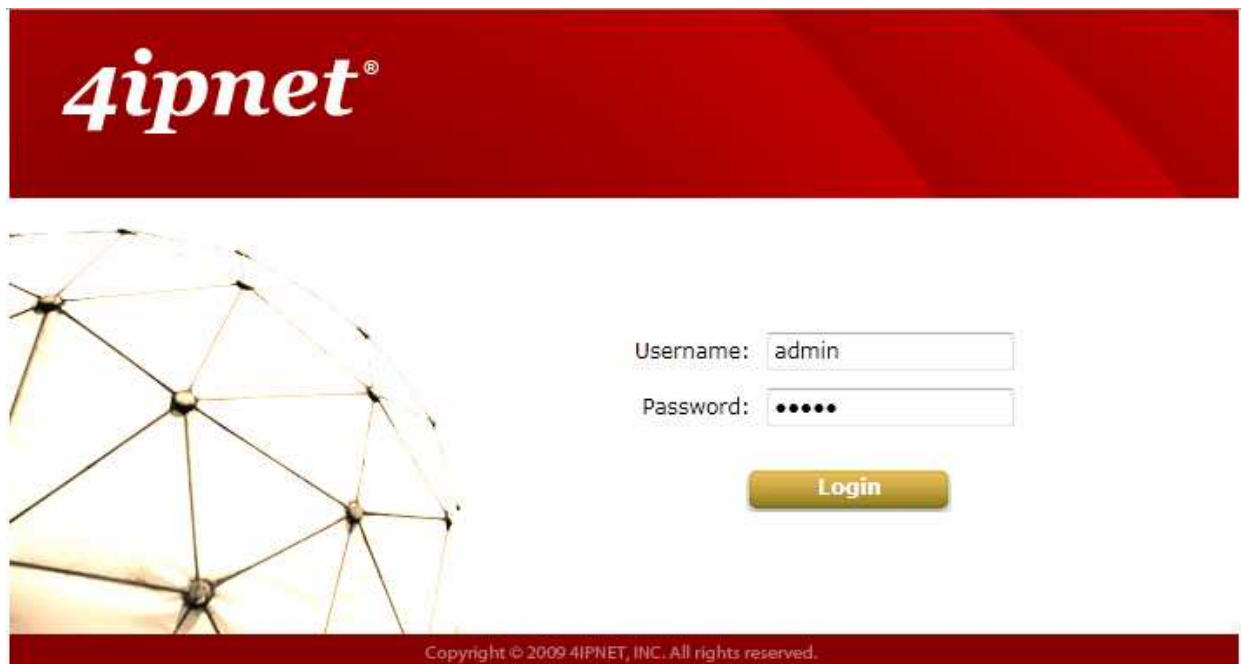 4ipnet®
Username: admin
Password: •••••
Login
Copyright © 2009 4IPNET, INC. All rights reserved.